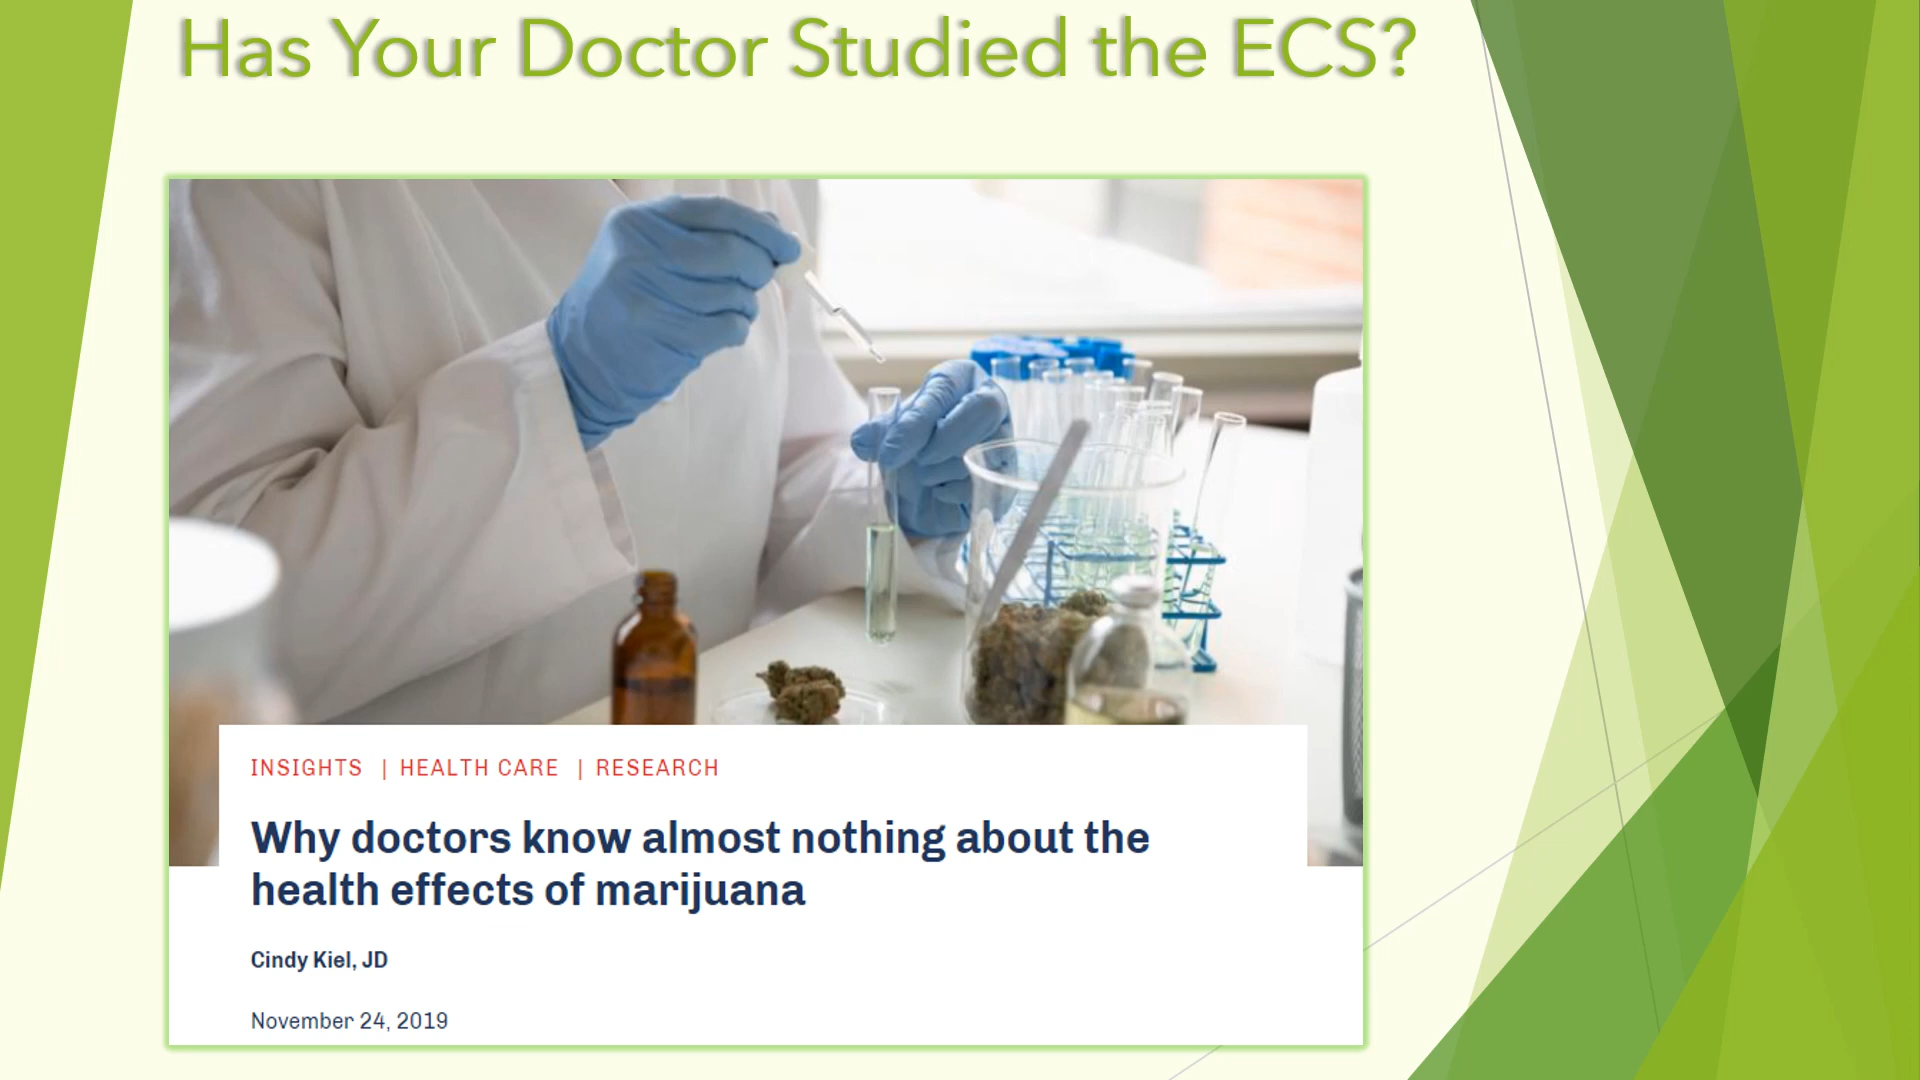 Has Your Doctor Studied the ECS?
INSIGHTS | HEALTH CARE | RESEARCH
Why doctors know almost nothing about the
health effects of marijuana
Cindy Kiel, JD
November 24, 2019